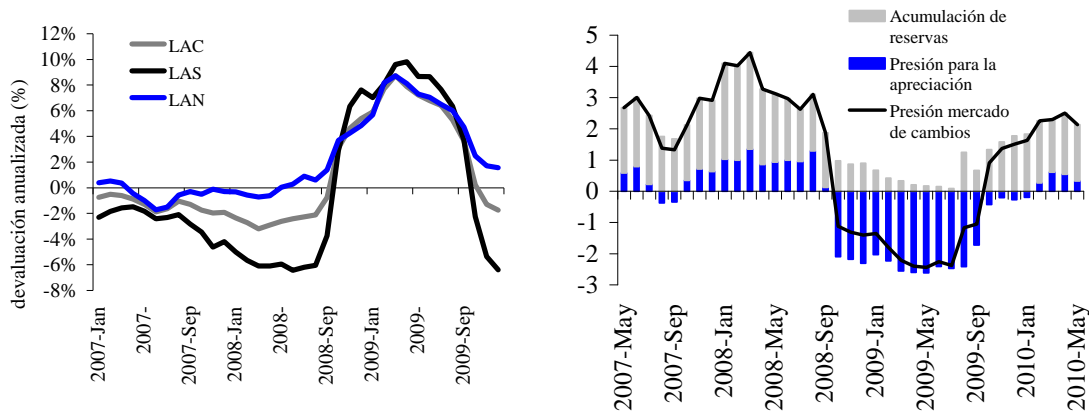 devaluación anualizada (%)
12%
10%
8%
6%
4%
2%
0%
-2%
-4%
-6%
-8%
LAC
LAS
LAN
2007-Jan
2007-
2007-Sep
2008-Jan
2008-
2008-Sep
2009-Jan
2009-
2009-Sep
5
4
3
2
1
0
-1
-2
-3
Acumulación de
reservas
Presión para la
apreciación
Presión mercado
de cambios
2007-May
2007-Sep
2008-Jan
2008-May
2008-Sep
2009-Jan
2009-May
2009-Sep
2010-Jan
2010-May